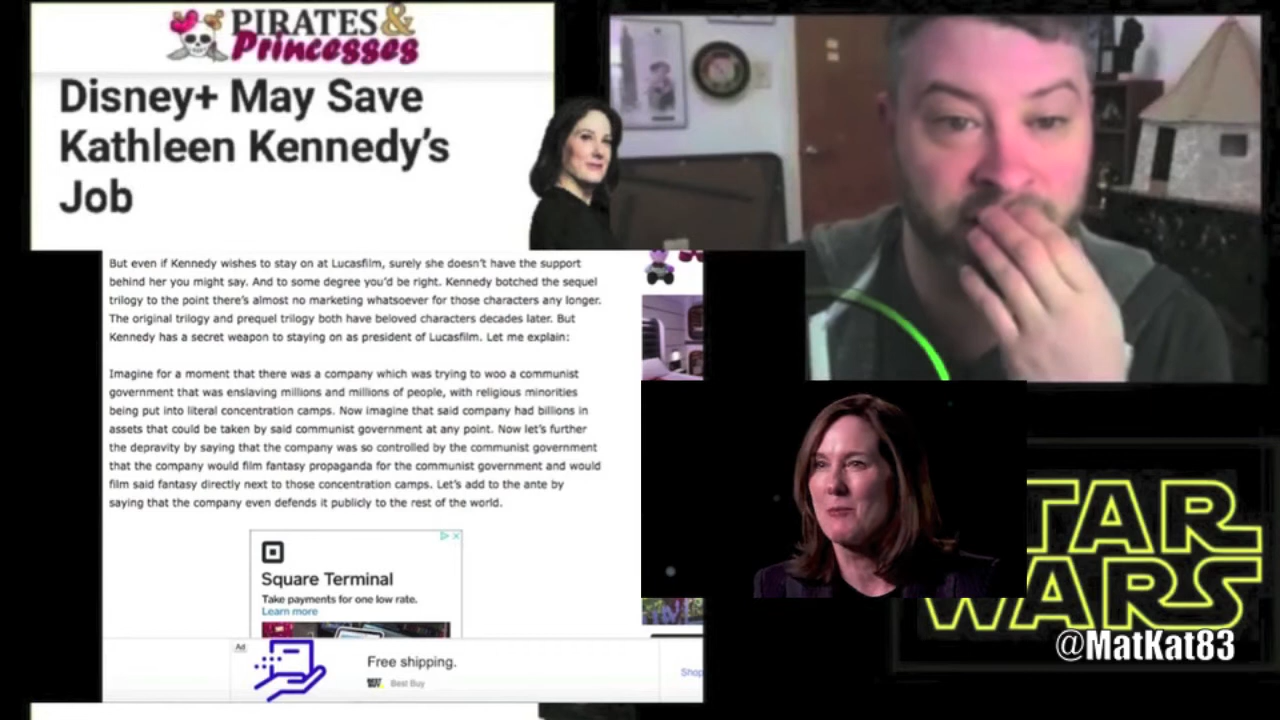 PIRATES &
Princesses
Disney+ May Save
Kathleen Kennedy's
Job
But even if Kennedy wishes to stay on at Lucasfilm, surely she doesn't have the support
behind her you might say. And to some degree you'd be right. Kennedy botched the sequel
trilogy to the point there's almost no marketing whatsoever for those characters any longer.
The original trilogy and prequel trilogy both have beloved characters decades later. But
Kennedy has a secret weapon to staying on as president of Lucasfilm. Let me explain:
Imagine for a moment that there was a company which was trying to woo a communist
government that was enslaving millions and millions of people, with religious minorities
being put into literal concentration camps. Now imagine that said company had billions in
assets that could be taken by said communist government at any point. Now let's further
the depravity by saying that the company was so controlled by the communist government
that the company would film fantasy propaganda for the communist government and would
film said fantasy directly next to those concentration camps. Let's add to the ante by
saying that the company even defends it publicly to the rest of the world.
Square Terminal
Take payments for one low rate.
Learn more
Ad
Free shipping.
BEST BUY
Best Buy
Shop
TAR
WARS
@MatKat83